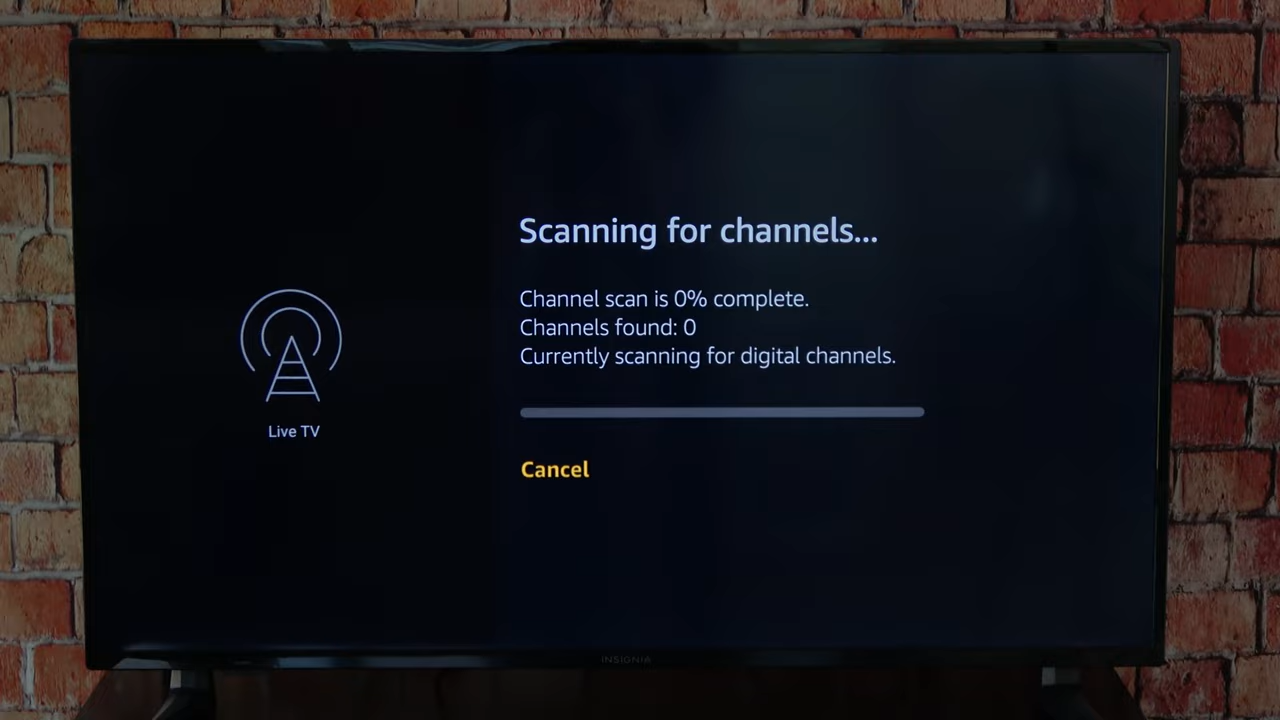 Scanning for channels...
Channel scan is 0% complete.
Channels found: 0
Currently scanning for digital channels.
Live TV
Cancel
INSIGNIA